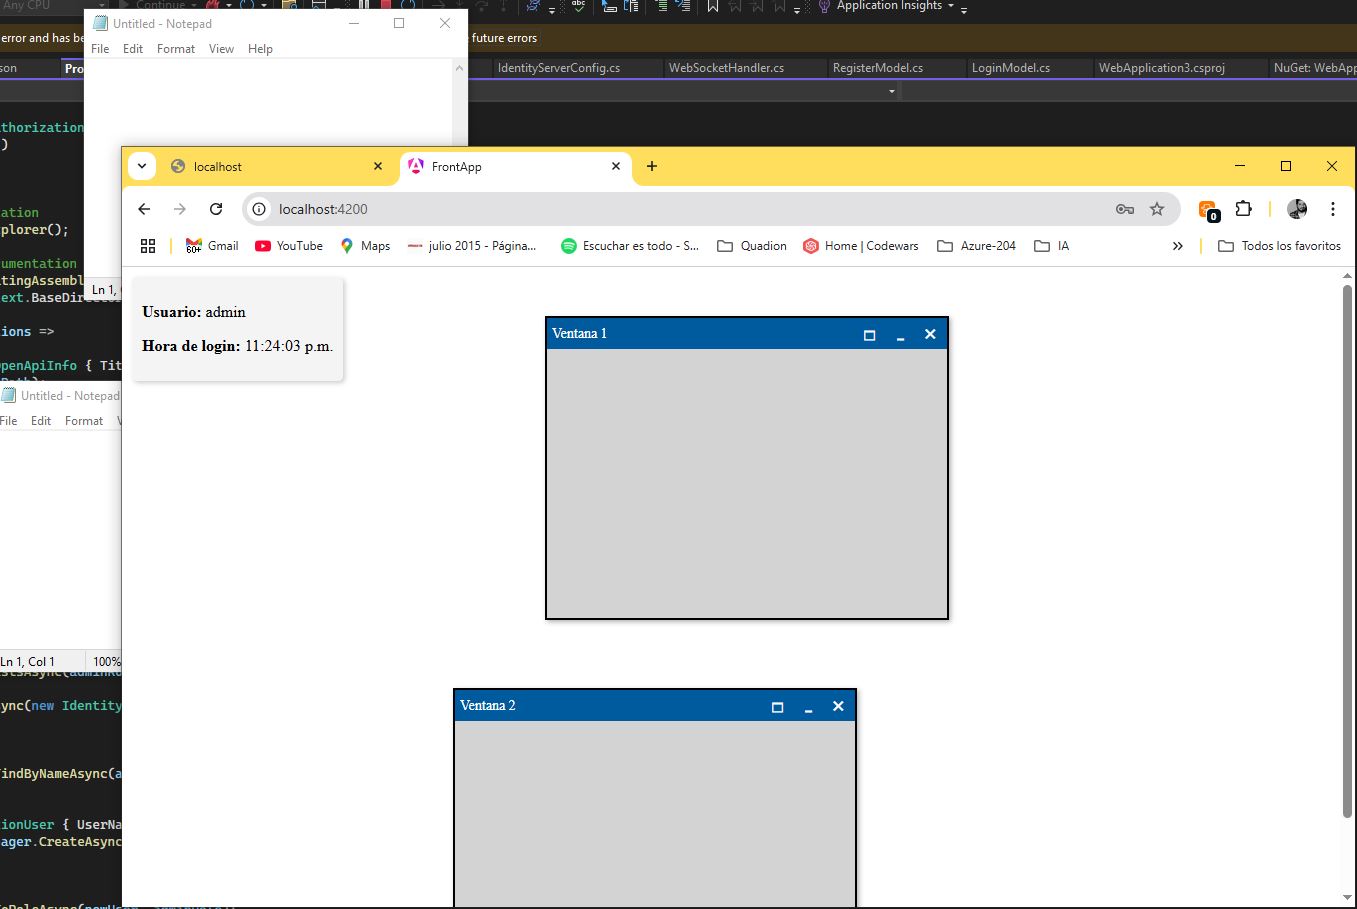 Any CPU
Continue
Application Insights
Untitled - Notepad
File Edit Format View Help
error and has be
future errors
son
Pro
IdentityServerConfig.cs
WebSocketHandler.cs
RegisterModel.cs
LoginModel.cs
WebApplication3.csproj
NuGet: WebApp
thorization
)
ation
plorer();
umentation
tingAssembl
Ln 1,
ext.BaseDirect
ions =>
OpenApiInfo { Tit
Untitled - Notepad
File Edit Format V
Ln 1, Col 1 100%
ync(new Identity
indByNameAsync(a
ionUser { UserNa
ager.CreateAsync
localhost
FrontApp
localhost:4200
Gmail
60+
YouTube
Maps
julio 2015 - Página...
Escuchar es todo - S...
Quadion
Home | Codewars
Azure-204
IA
Todos los favoritos
0
Usuario: admin
Hora de login: 11:24:03 p.m.
Ventana 1
Ventana 2